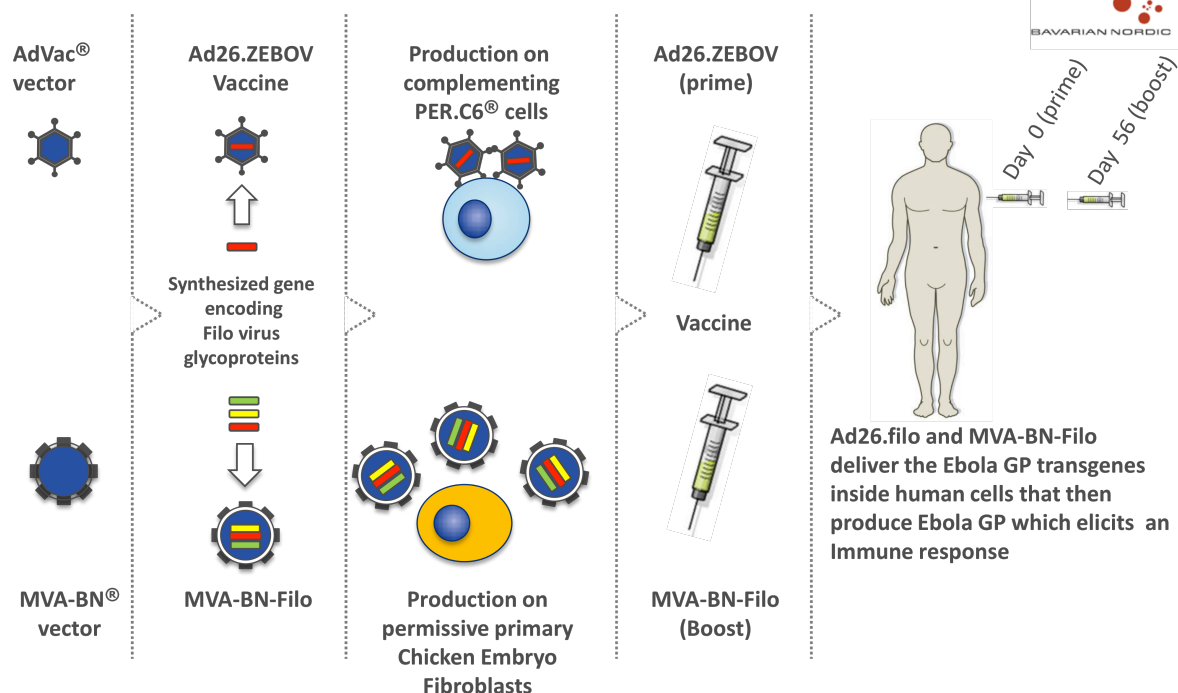 BAVARIAN NORDIC
AdVac®
vector
Ad26.ZEBOV
Vaccine
Production on
complementing
PER.C6® cells
Ad26.ZEBOV
(prime)
Day 0 (prime)
Day 56 (boost)
Synthesized gene
encoding
Filo virus
glycoproteins
Vaccine
Ad26.filo and MVA-BN-Filo
deliver the Ebola GP transgenes
inside human cells that then
produce Ebola GP which elicits an
Immune response
MVA-BN®
vector
MVA-BN-Filo
Production on
permissive primary
Chicken Embryo
Fibroblasts
MVA-BN-Filo
(Boost)